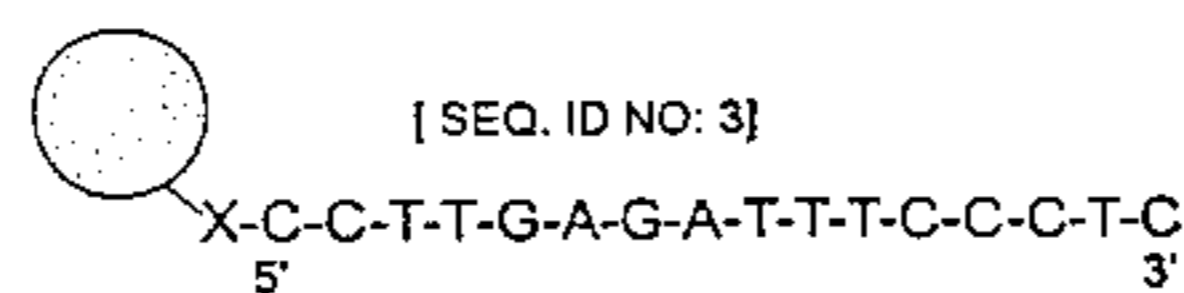 [ SEQ. ID NO: 3]
X-C-C-T-T-G-A-G-A-T-T-T-C-C-C-T-C
5' 3'